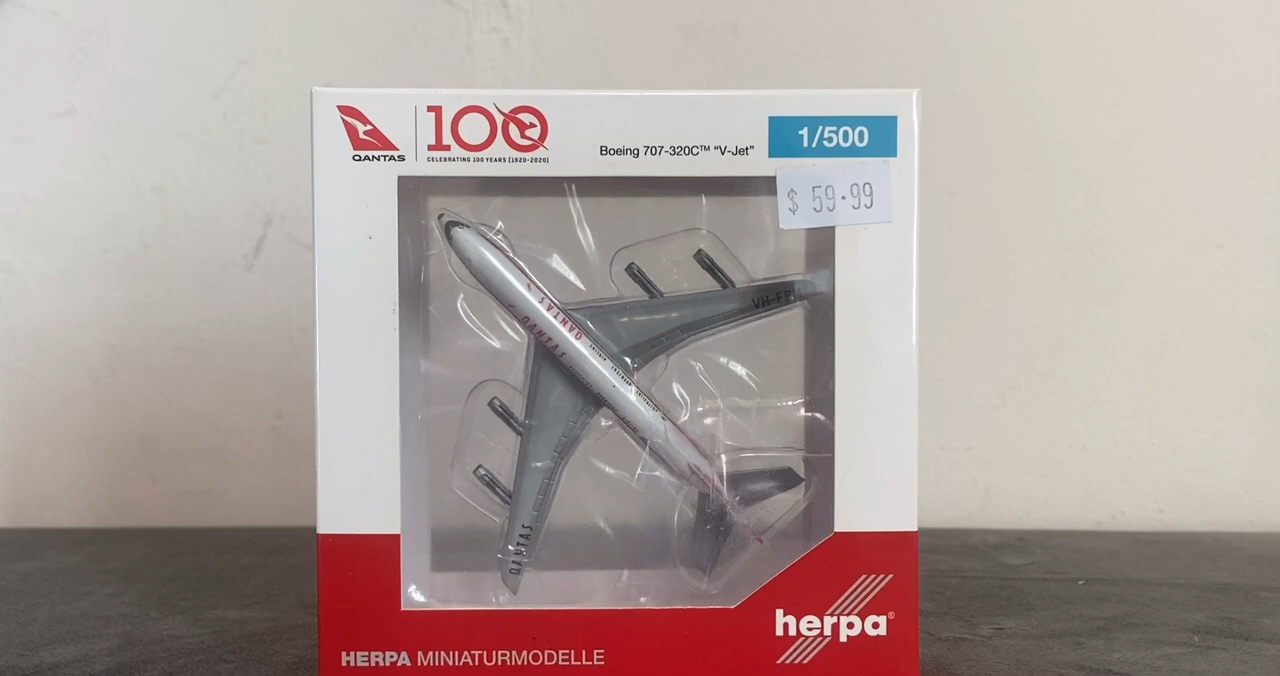 QANTAS
100
CELEBRATING 100 YEARS (1920-2020)
Boeing 707-320C™ “V-Jet”
1/500
$ 59.99
QANTAS
QANTAS
QANTAS
herpa®
HERPA MINIATURMODELLE